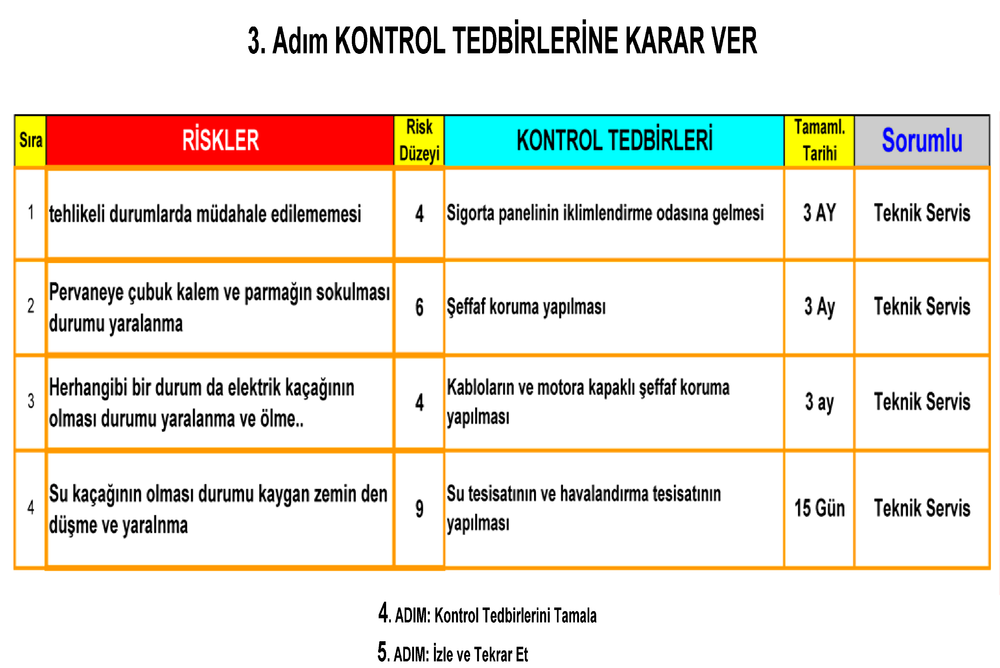 3. Adım KONTROL TEDBİRLERİNE KARAR VER
Sıra RİSKLER Risk Düzeyi KONTROL TEDBİRLERİ Tamaml. Tarihi Sorumlu
1 tehlikeli durumlarda müdahale edilememesi 4 Sigorta panelinin iklimlendirme odasına gelmesi 3 AY Teknik Servis
2 Pervaneye çubuk kalem ve parmağın sokulması
durumu yaralanma 6 Şeffaf koruma yapılması 3 Ay Teknik Servis
3 Herhangibi bir durum da elektrik kaçağının
olması durumu yaralanma ve ölme.. 4 Kabloların ve motora kapaklı şeffaf koruma
yapılması 3 ay Teknik Servis
4 Su kaçağının olması durumu kaygan zemin den
düşme ve yaralnma 9 Su tesisatının ve havalandırma tesisatının
yapılması 15 Gün Teknik Servis
4. ADIM: Kontrol Tedbirlerini Tamala
5. ADIM: İzle ve Tekrar Et